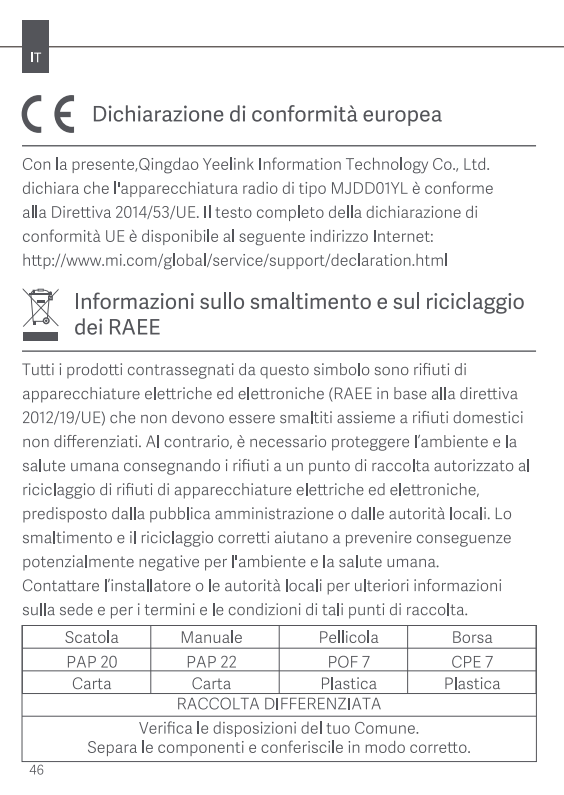 IT
CE Dichiarazione di conformità europea
Con la presente,Qingdao Yeelink Information Technology Co., Ltd.
dichiara che l'apparecchiatura radio di tipo MJDD01YL è conforme
alla Direttiva 2014/53/UE. Il testo completo della dichiarazione di
conformità UE è disponibile al seguente indirizzo Internet:
http://www.mi.com/global/service/support/declaration.html
Informazioni sullo smaltimento e sul riciclaggio
dei RAEE
Tutti i prodotti contrassegnati da questo simbolo sono rifiuti di
apparecchiature elettriche ed elettroniche (RAEE in base alla direttiva
2012/19/UE) che non devono essere smaltiti assieme a rifiuti domestici
non differenziati. Al contrario, è necessario proteggere l’ambiente e la
salute umana consegnando i rifiuti a un punto di raccolta autorizzato al
riciclaggio di rifiuti di apparecchiature elettriche ed elettroniche,
predisposto dalla pubblica amministrazione o dalle autorità locali. Lo
smaltimento e il riciclaggio corretti aiutano a prevenire conseguenze
potenzialmente negative per l'ambiente e la salute umana.
Contattare l’installatore o le autorità locali per ulteriori informazioni
sulla sede e per i termini e le condizioni di tali punti di raccolta.
Scatola Manuale Pellicola Borsa
PAP 20 PAP 22 POF 7 CPE 7
Carta Carta Plastica Plastica
RACCOLTA DIFFERENZIATA
Verifica le disposizioni del tuo Comune.
Separa le componenti e conferiscile in modo corretto.
46